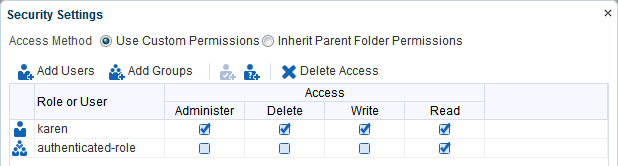 Security Settings
Access Method Use Custom Permissions Inherit Parent Folder Permissions
Add Users Add Groups Delete Access
Role or User Access
Administer Delete Write Read
karen
authenticated-role